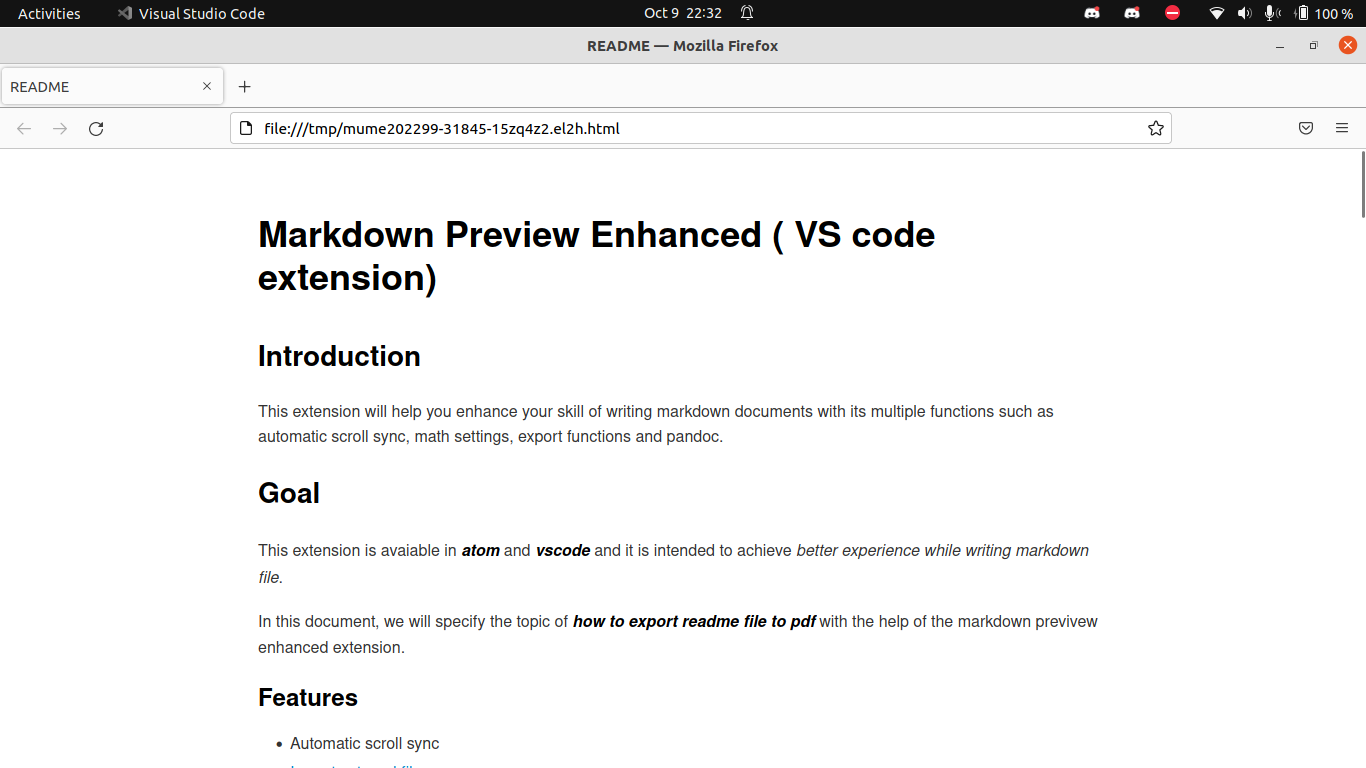 Activities Visual Studio Code Oct 9 22:32 100 %
README — Mozilla Firefox
README
file:///tmp/mume202299-31845-15zq4z2.el2h.html
Markdown Preview Enhanced ( VS code
extension)
Introduction
This extension will help you enhance your skill of writing markdown documents with its multiple functions such as
automatic scroll sync, math settings, export functions and pandoc.
Goal
This extension is avaiable in atom and vscode and it is intended to achieve better experience while writing markdown
file.
In this document, we will specify the topic of how to export readme file to pdf with the help of the markdown previvew
enhanced extension.
Features
• Automatic scroll sync